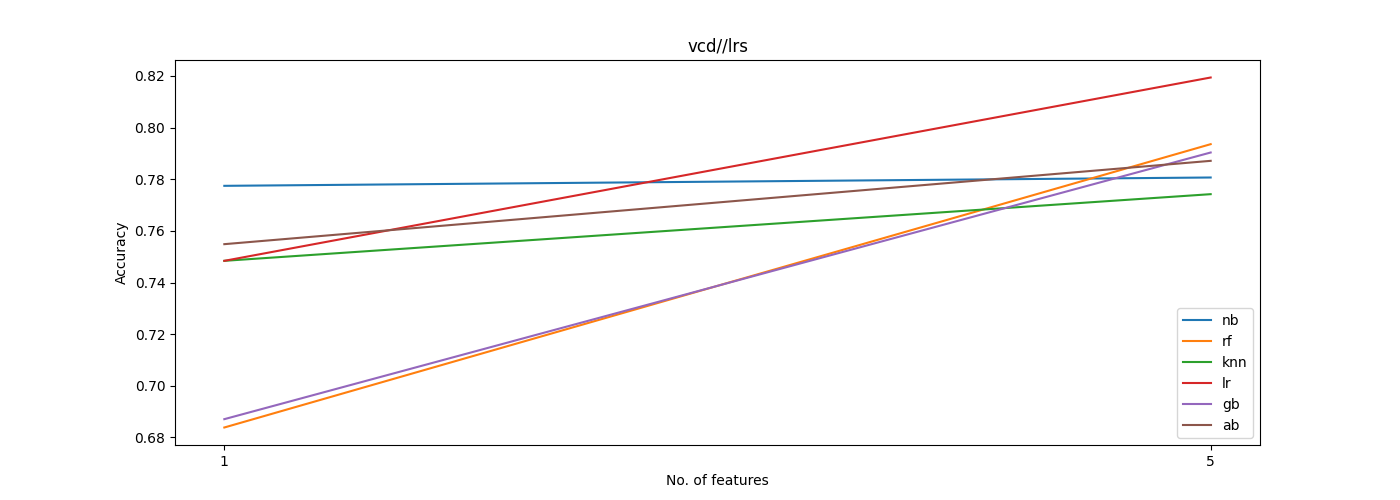 vcd//lrs
Accuracy
0.82
0.80
0.78
0.76
0.74
0.72
0.70
0.68
1
5
No. of features
nb
rf
knn
lr
gb
ab